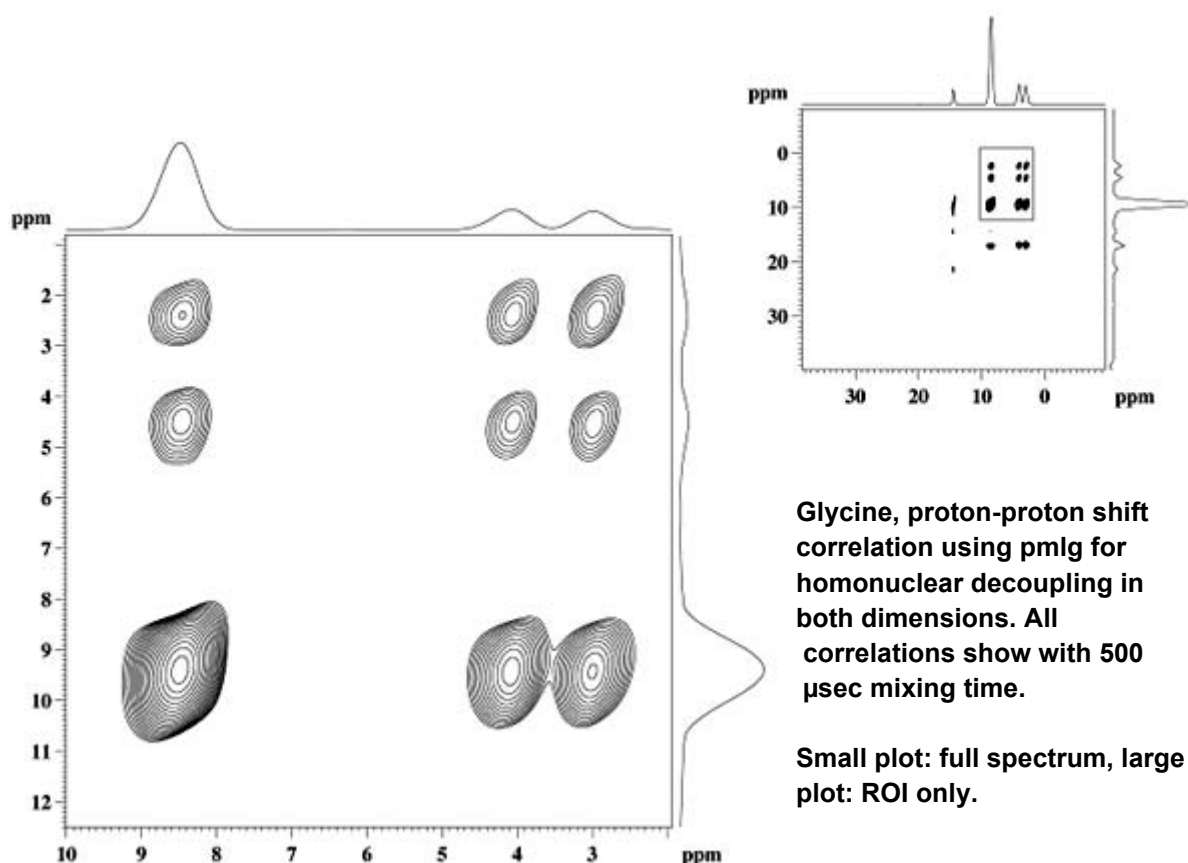 ppm
2
3
4
5
6
7
8
9
10
11
12
10 9 8 7 6 5 4 3 ppm
ppm
0
10
20
30
30 20 10 0 ppm
Glycine, proton-proton shift
correlation using pmlg for
homonuclear decoupling in
both dimensions. All
correlations show with 500
µsec mixing time.
Small plot: full spectrum, large
plot: ROI only.